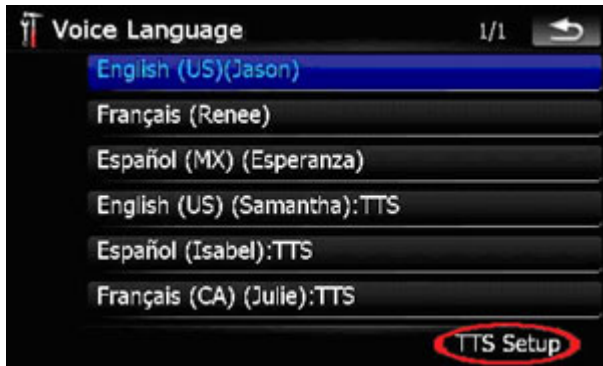 Voice Language 1/1
English (US)(Jason)
Français (Renee)
Español (MX) (Esperanza)
English (US) (Samantha):TTS
Español (Isabel):TTS
Français (CA) (Julie):TTS
TTS Setup